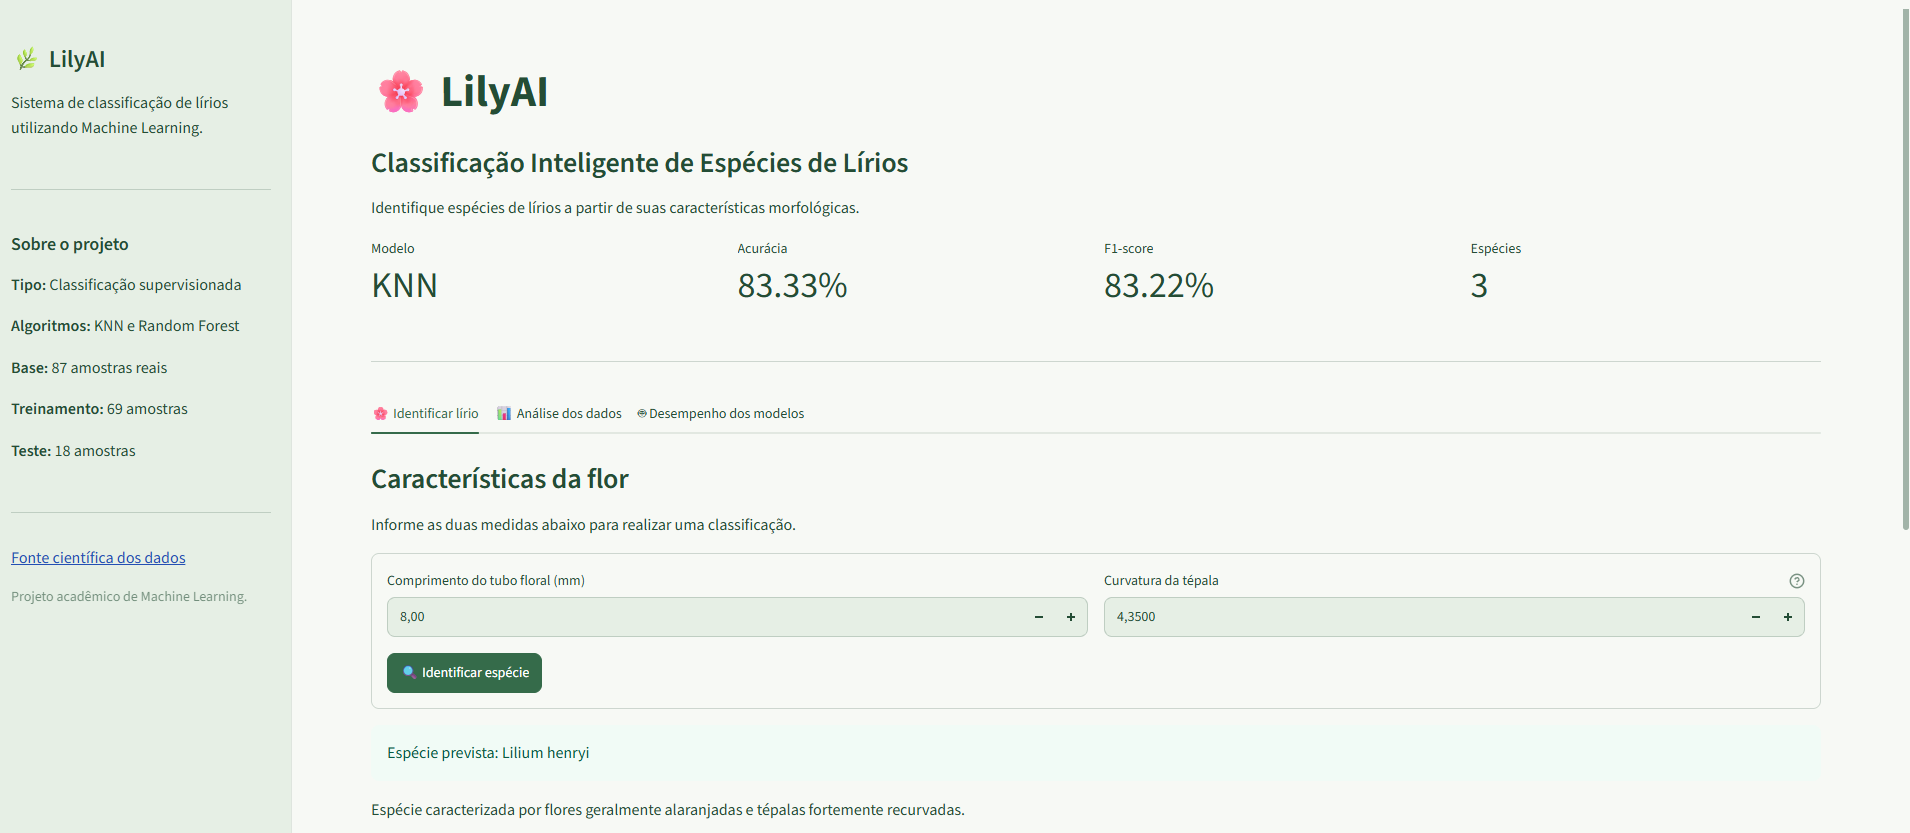 LilyAI
Sistema de classificação de lírios
utilizando Machine Learning.
Sobre o projeto
Tipo: Classificação supervisionada
Algoritmos: KNN e Random Forest
Base: 87 amostras reais
Treinamento: 69 amostras
Teste: 18 amostras
Fonte científica dos dados
Projeto acadêmico de Machine Learning.
LilyAI
Classificação Inteligente de Espécies de Lírios
Identifique espécies de lírios a partir de suas características morfológicas.
Modelo
KNN
Acurácia
83.33%
F1-score
83.22%
Espécies
3
Identificar lírio
Análise dos dados
Desempenho dos modelos
Características da flor
Informe as duas medidas abaixo para realizar uma classificação.
Comprimento do tubo floral (mm)
8,00
Curvatura da tépala
4,3500
Identificar espécie
Espécie prevista: Lilium henryi
Espécie caracterizada por flores geralmente alaranjadas e tépalas fortemente recurvadas.